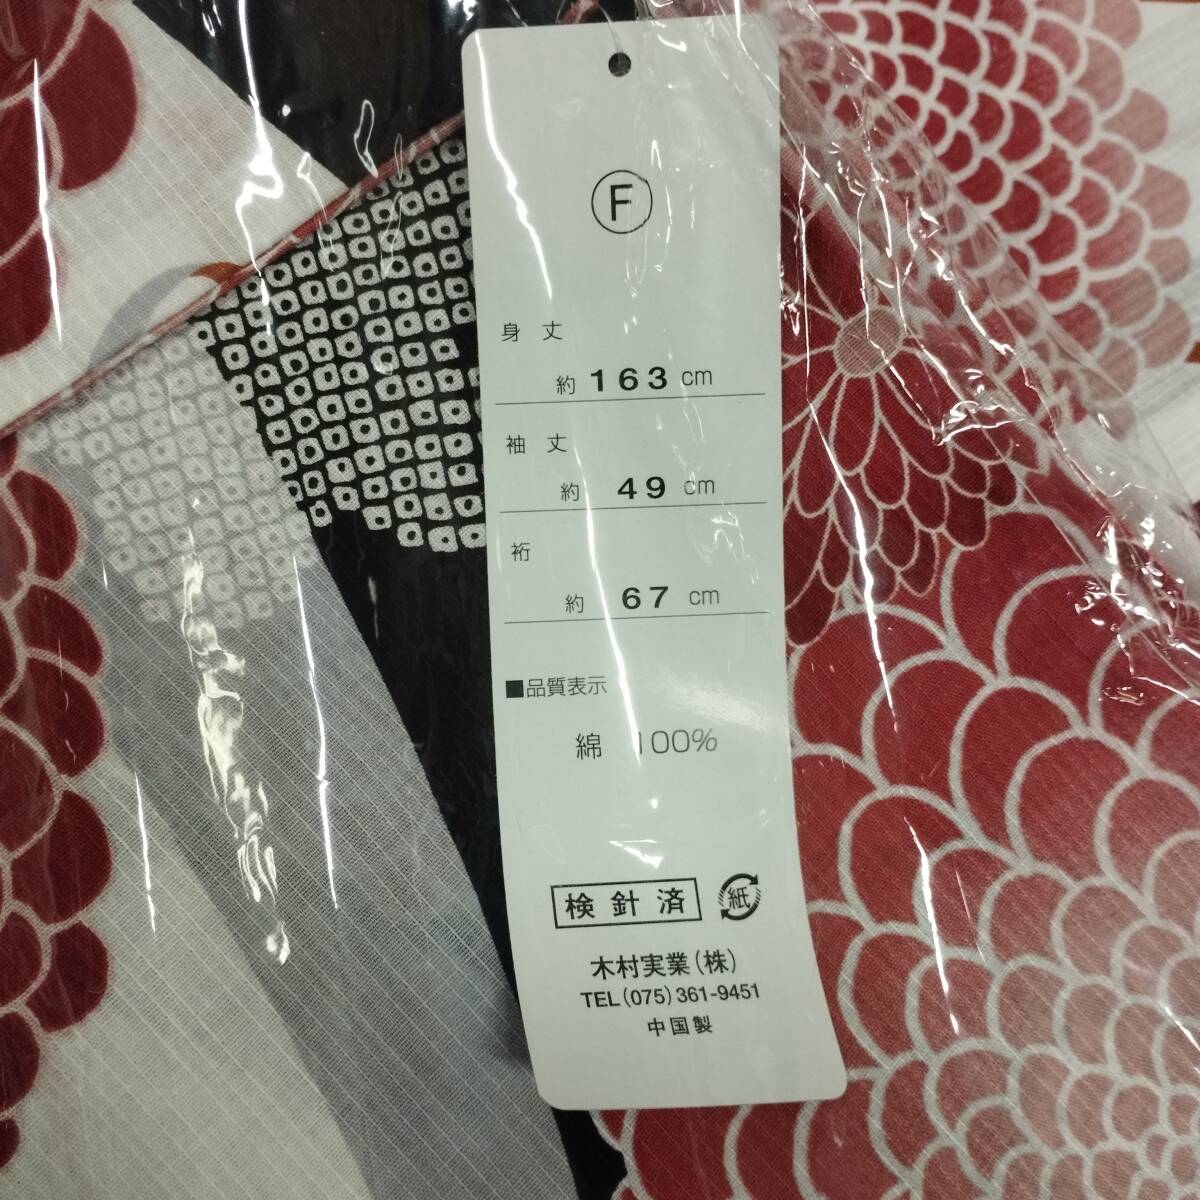 Ⓕ
身丈
約 163 cm
袖丈
約 49 cm
裄
約 67 cm
■品質表示
綿 100%
検針済 紙
木村実業(株)
TEL(075)361-9451
中国製